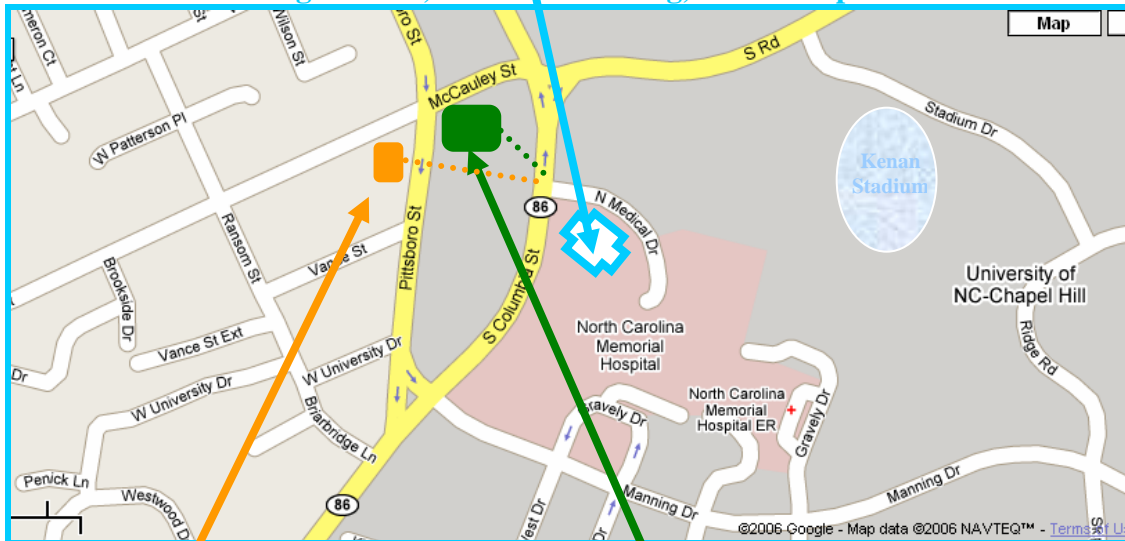 Map
S Rd
Wilson St
McCauley St
W Patterson Pl
Stadium Dr
Kenan
Stadium
N Medical Dr
86
Ransom St
Pittsboro St
Vance St
S Columbia St
Brookside Dr
University of
NC-Chapel Hill
North Carolina
Memorial
Hospital
Ridge Rd
Vance St Ext
W University Dr
Dr
W University Dr
Briarbridge Ln
North Carolina
Memorial
Hospital ER
Gravely Dr
Gravely Dr
Penick Ln
Westwood D
86
Manning Dr
Manning Dr
Dr
©2006 Google - Map data ©2006 NAVTEQ™ - Terms of U